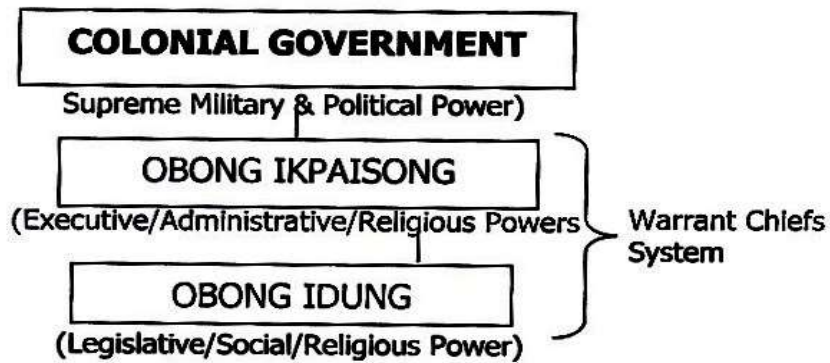 COLONIAL GOVERNMENT
Supreme Military & Political Power)
OBONG IKPAISONG
(Executive/Administrative/Religious Powers
OBONG IDUNG
(Legislative/Social/Religious Power)
Warrant Chiefs
System